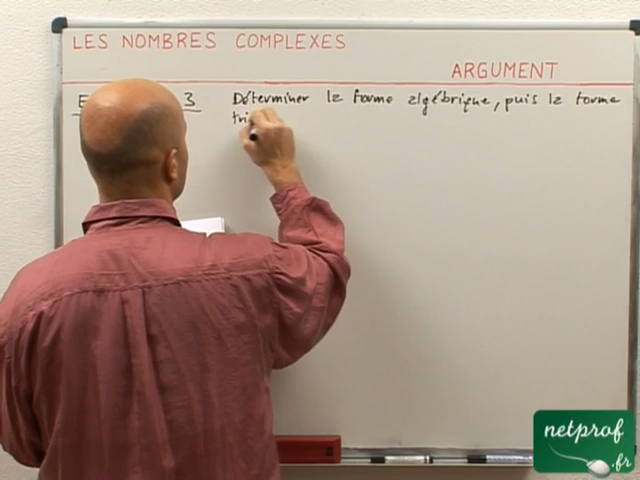 LES NOMBRES COMPLEXES
ARGUMENT
3 Déterminer la forme algébrique, puis la forme
netprof
.fr